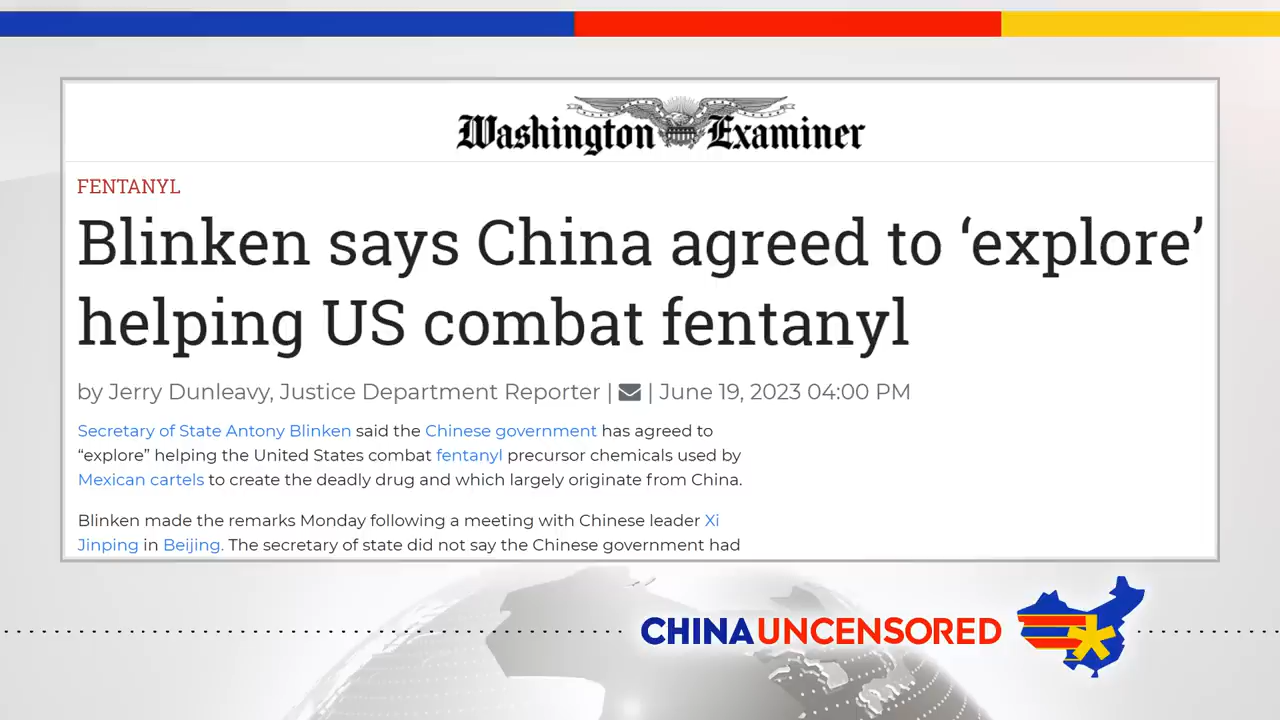 Washington Examiner
FENTANYL
Blinken says China agreed to ‘explore’
helping US combat fentanyl
by Jerry Dunleavy, Justice Department Reporter | | June 19, 2023 04:00 PM
Secretary of State Antony Blinken said the Chinese government has agreed to
“explore” helping the United States combat fentanyl precursor chemicals used by
Mexican cartels to create the deadly drug and which largely originate from China.
Blinken made the remarks Monday following a meeting with Chinese leader Xi
Jinping in Beijing. The secretary of state did not say the Chinese government had
CHINA UNCENSORED